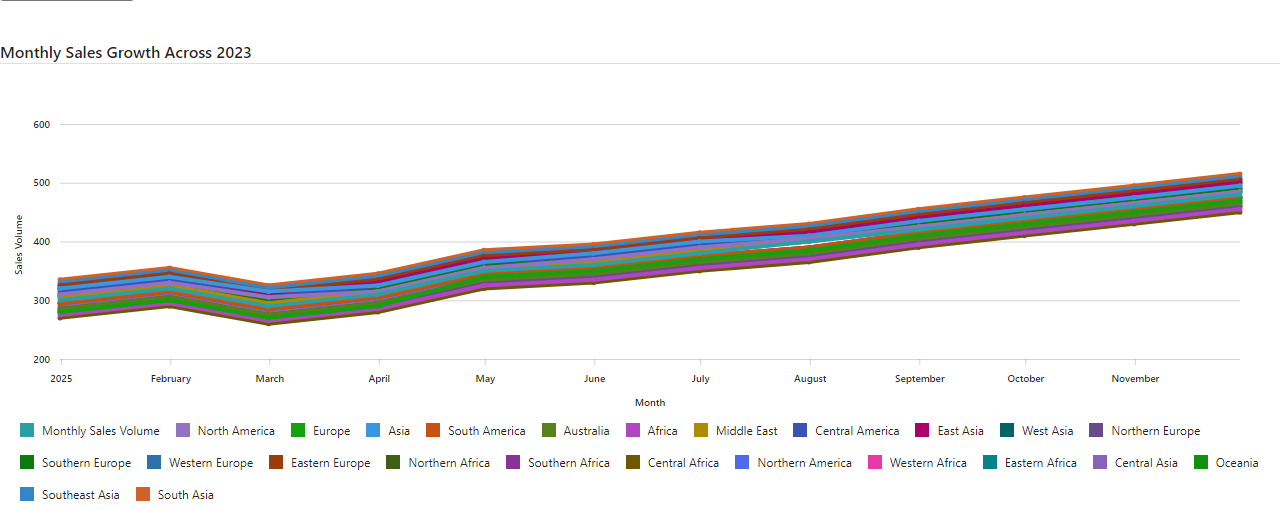 Monthly Sales Growth Across 2023
600
500
400
300
200
Sales Volume
2025 February March April May June July August September October November
Month
Monthly Sales Volume North America Europe Asia South America Australia Africa Middle East Central America East Asia West Asia Northern Europe
Southern Europe Western Europe Eastern Europe Northern Africa Southern Africa Central Africa Northern America Western Africa Eastern Africa Central Asia Oceania
Southeast Asia South Asia